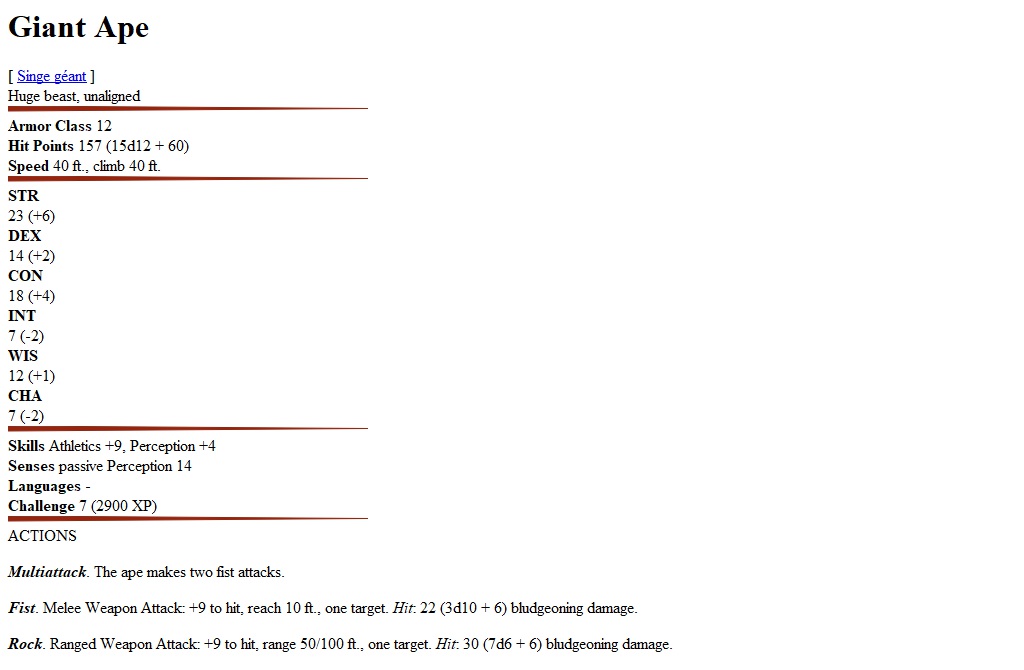 Giant Ape
[ Singe géant ]
Huge beast, unaligned
Armor Class 12
Hit Points 157 (15d12 + 60)
Speed 40 ft., climb 40 ft.
STR
23 (+6)
DEX
14 (+2)
CON
18 (+4)
INT
7 (-2)
WIS
12 (+1)
CHA
7 (-2)
Skills Athletics +9, Perception +4
Senses passive Perception 14
Languages -
Challenge 7 (2900 XP)
ACTIONS
Multiattack. The ape makes two fist attacks.
Fist. Melee Weapon Attack: +9 to hit, reach 10 ft., one target. Hit: 22 (3d10 + 6) bludgeoning damage.
Rock. Ranged Weapon Attack: +9 to hit, range 50/100 ft., one target. Hit: 30 (7d6 + 6) bludgeoning damage.